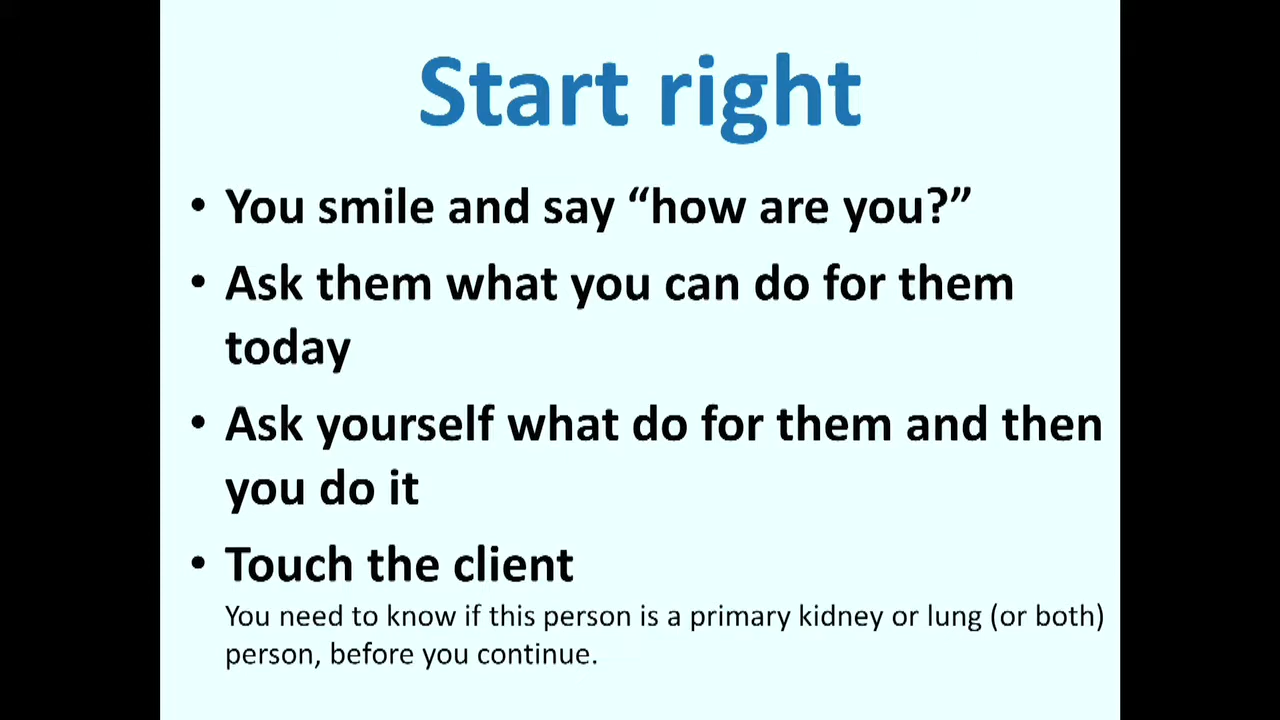 Start right
• You smile and say “how are you?”
• Ask them what you can do for them
today
• Ask yourself what do for them and then
you do it
• Touch the client
You need to know if this person is a primary kidney or lung (or both)
person, before you continue.